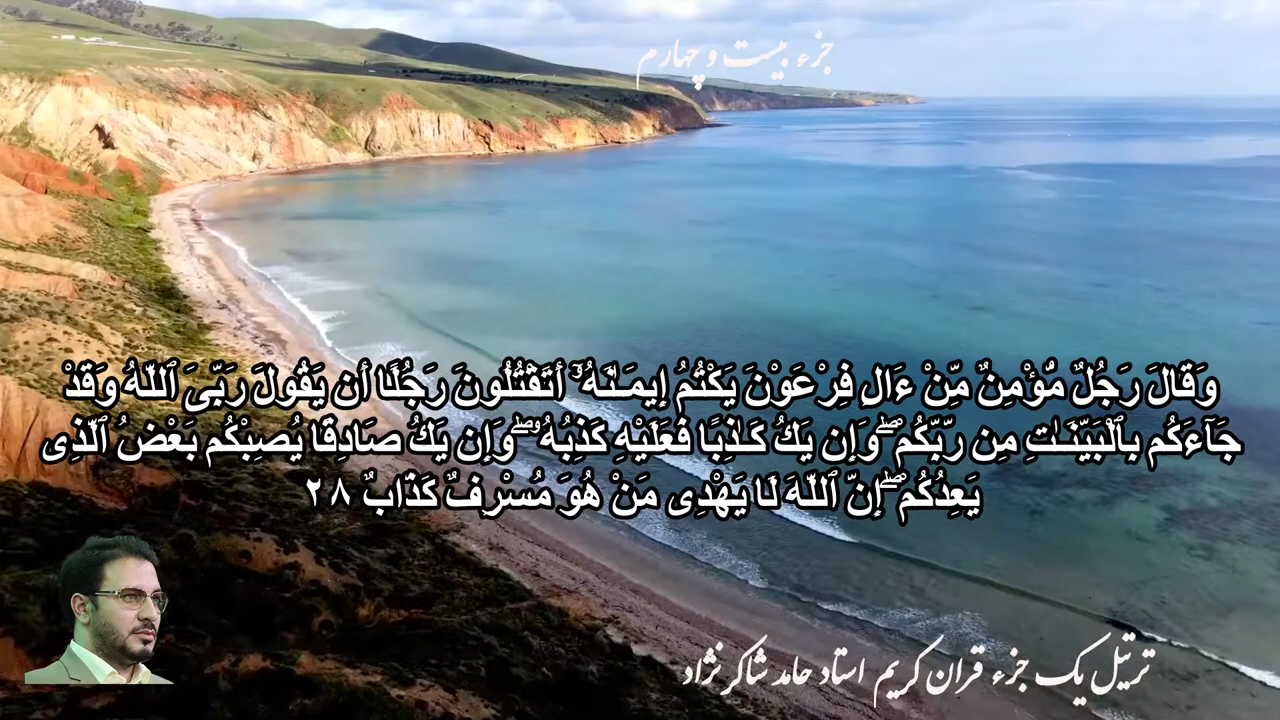 جزء بیست و چهارم
وَقَالَ رَجُلٌ مُّؤْمِنٌ مِّنْ ءَالِ فِرْعَوْنَ يَكْتُمُ إِيمَـٰنَهُۥٓ أَتَقْتُلُونَ رَجُلًا أَن يَقُولَ رَبِّىَ ٱللَّهُ وَقَدْ
جَآءَكُم بِٱلْبَيِّنَـٰتِ مِن رَّبِّكُمْ ۖ وَإِن يَكُ كَـٰذِبًا فَعَلَيْهِ كَذِبُهُۥ ۖ وَإِن يَكُ صَادِقًا يُصِبْكُم بَعْضُ ٱلَّذِى
يَعِدُكُمْ ۖ إِنَّ ٱللَّهَ لَا يَهْدِى مَنْ هُوَ مُسْرِفٌ كَذَّابٌ ٢٨
ترتیل یک جزء قران کریم استاد حامد شاکرنژاد